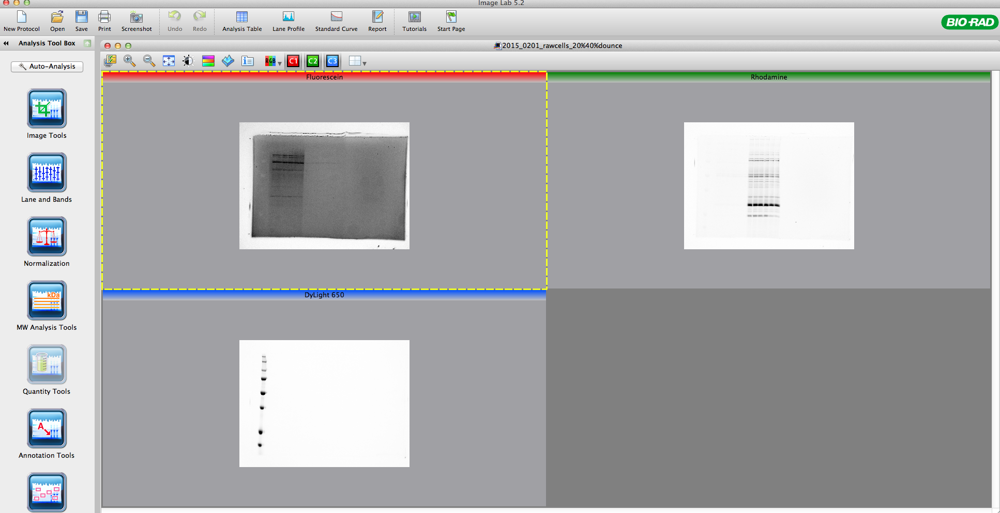 Image Lab 5.2
New Protocol
Open
Save
Print
Screenshot
Undo
Redo
Analysis Table
Lane Profile
Standard Curve
Report
Tutorials
Start Page
BIO-RAD
Analysis Tool Box
2015_0201_rawcells_20%40%dounce
Auto-Analysis
RGB
C1
C2
C3
Fluorescein
Rhodamine
Image Tools
Lane and Bands
Normalization
kDa
MW Analysis Tools
DyLight 650
Quantity Tools
A
Annotation Tools